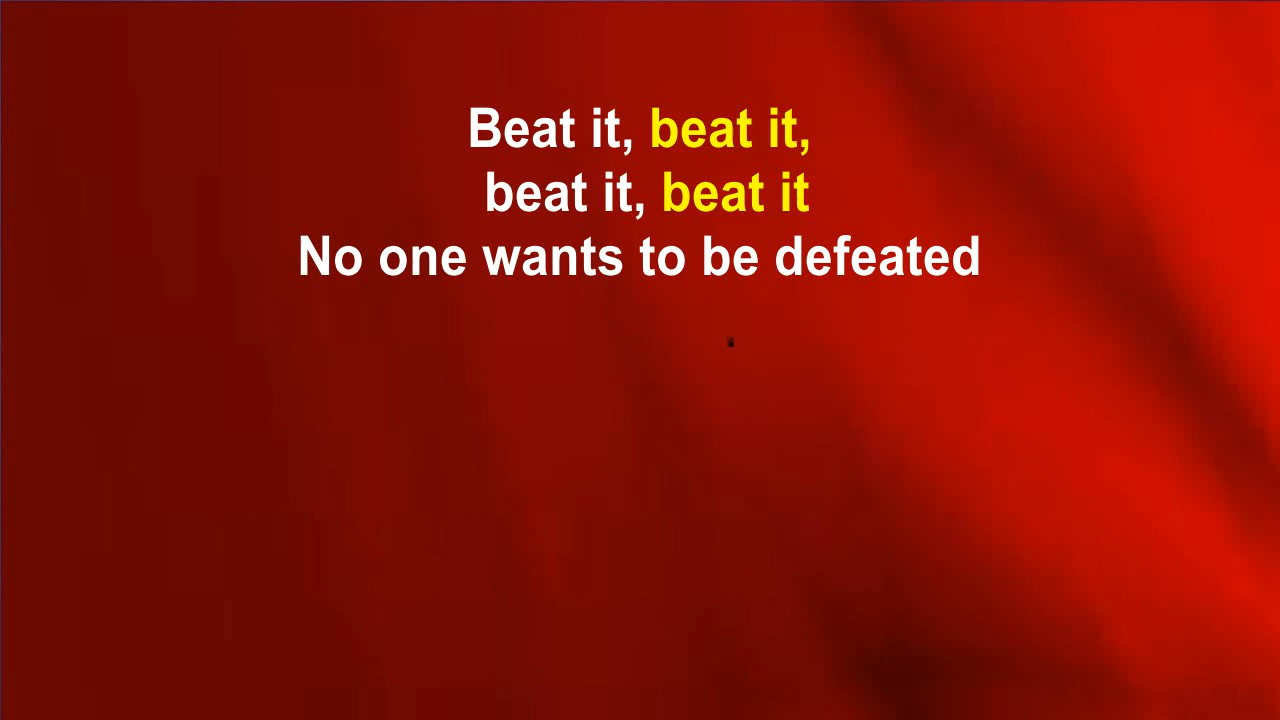 Beat it, beat it,
beat it, beat it
No one wants to be defeated